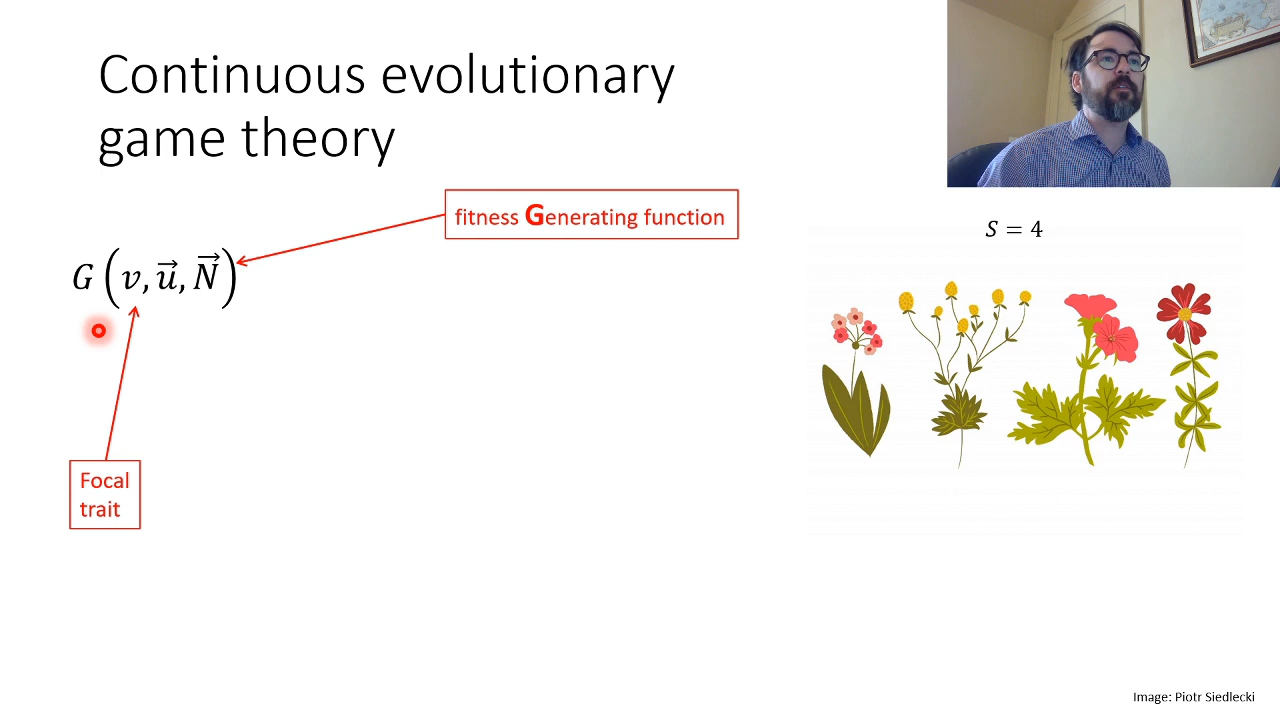 Continuous evolutionary
game theory
fitness Generating function
G(v, u⃗, N⃗)
S = 4
Focal
trait
Image: Piotr Siedlecki